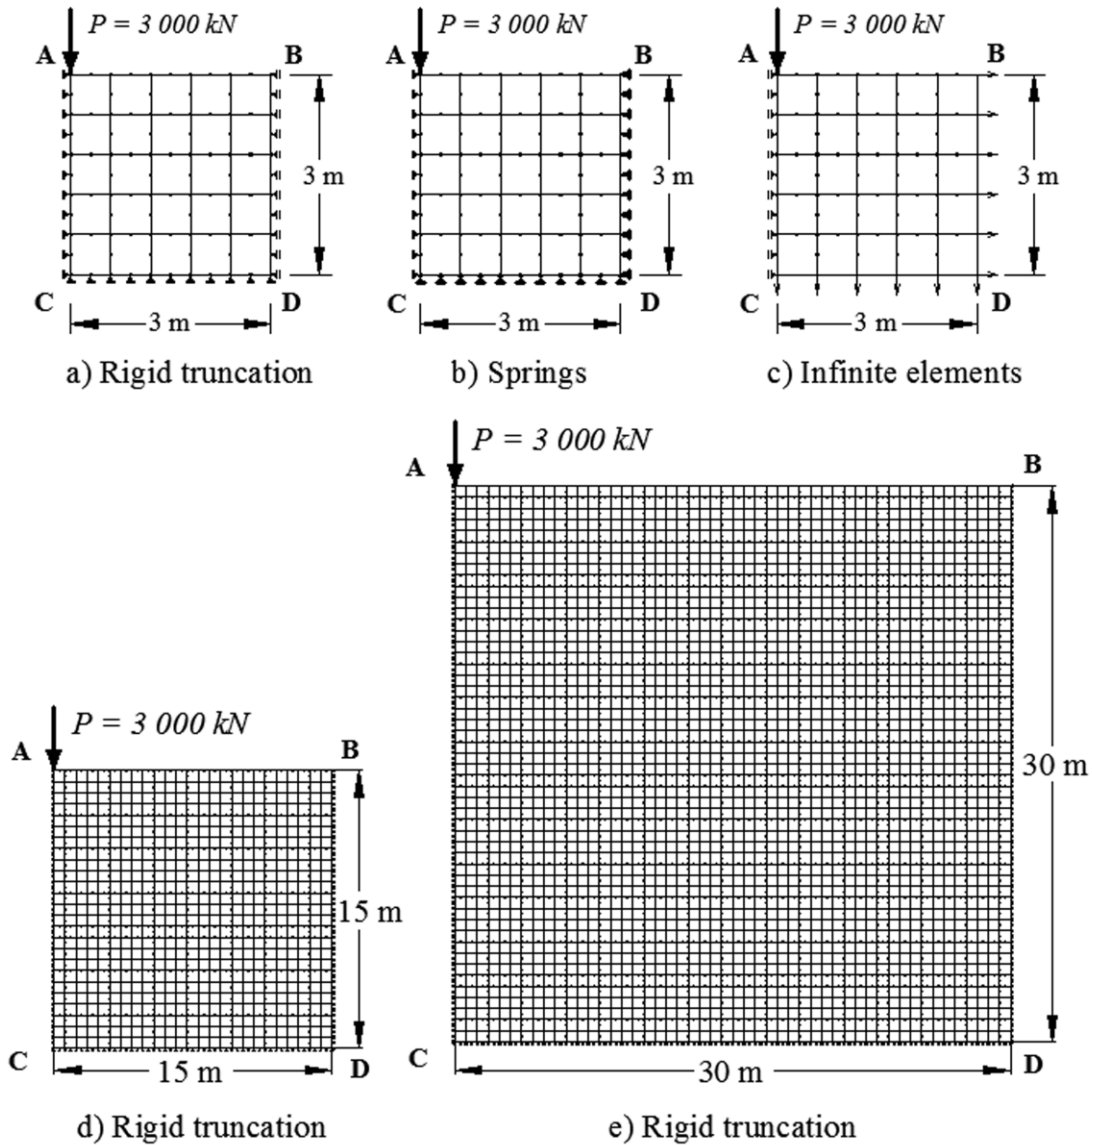 P = 3 000 kN
A
B
3 m
C
D
3 m
a) Rigid truncation
P = 3 000 kN
A
B
3 m
C
D
3 m
b) Springs
P = 3 000 kN
A
B
3 m
C
D
3 m
c) Infinite elements
P = 3 000 kN
A
B
15 m
C
D
15 m
d) Rigid truncation
P = 3 000 kN
A
B
30 m
C
D
30 m
e) Rigid truncation